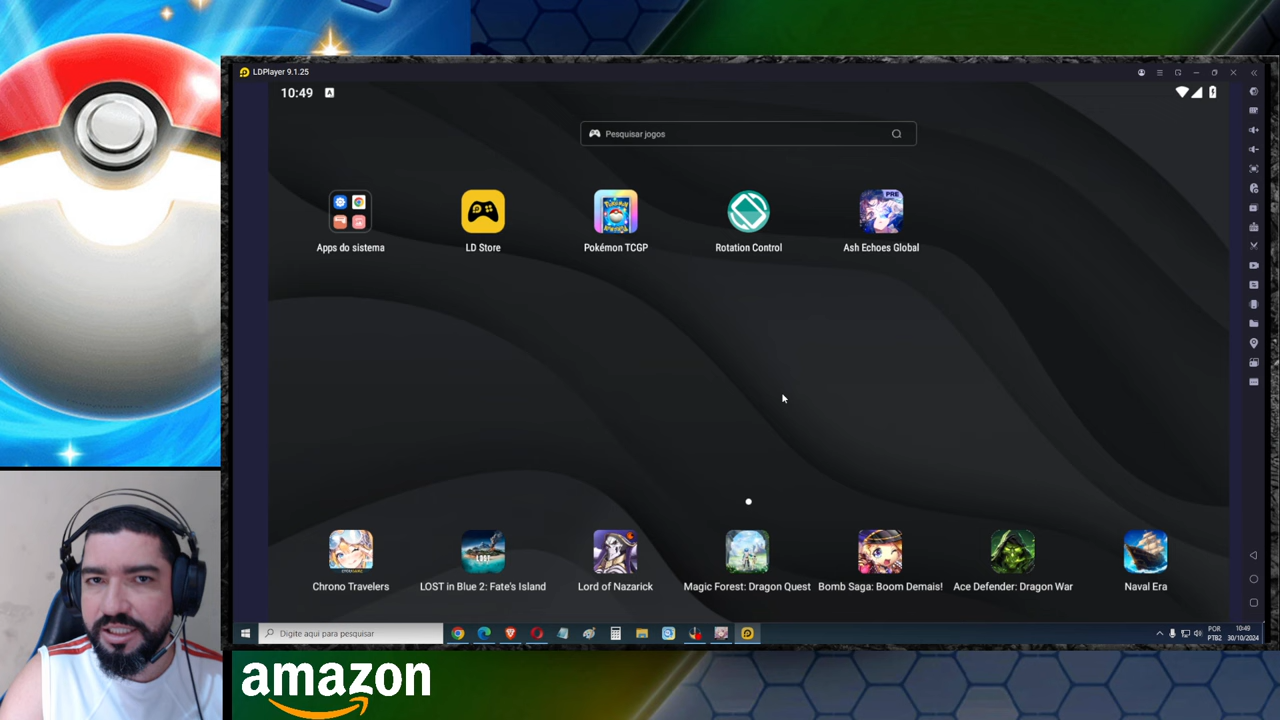 LDPlayer 9.1.25
10:49
A
Pesquisar jogos
PRE
Apps do sistema
LD Store
Pokémon TCGP
Rotation Control
Ash Echoes Global
LOST
Chrono Travelers
LOST in Blue 2: Fate's Island
Lord of Nazarick
Magic Forest: Dragon Quest
Bomb Saga: Boom Demais!
Ace Defender: Dragon War
Naval Era
Digite aqui para pesquisar
POR
PTB2
10:49
30/10/2024
amazon